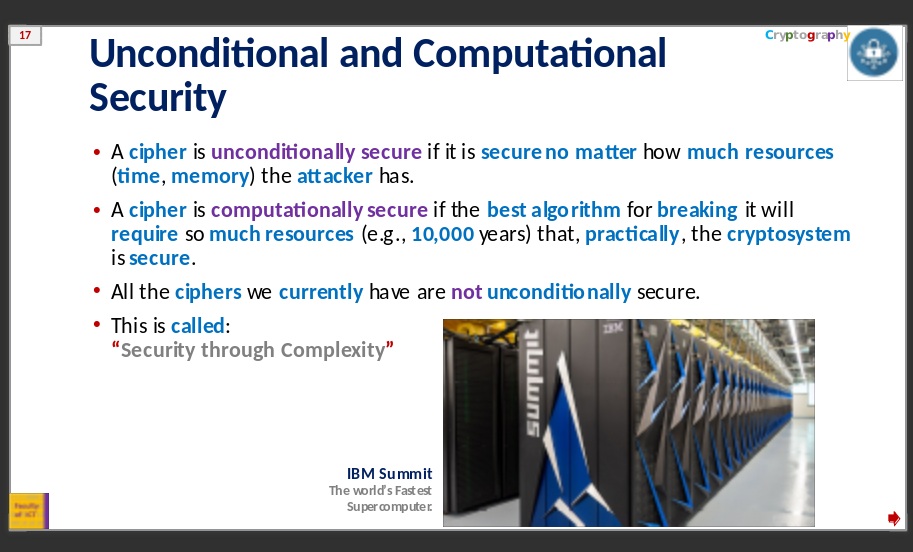 17
Cryptography
Unconditional and Computational
Security
• A cipher is unconditionally secure if it is secure no matter how much resources
(time, memory) the attacker has.
• A cipher is computationally secure if the best algorithm for breaking it will
require so much resources (e.g., 10,000 years) that, practically, the cryptosystem
is secure.
• All the ciphers we currently have are not unconditionally secure.
• This is called:
“Security through Complexity”
IBM
summit
IBM Summit
The world's Fastest
Supercomputer.
Faculty
of ICT